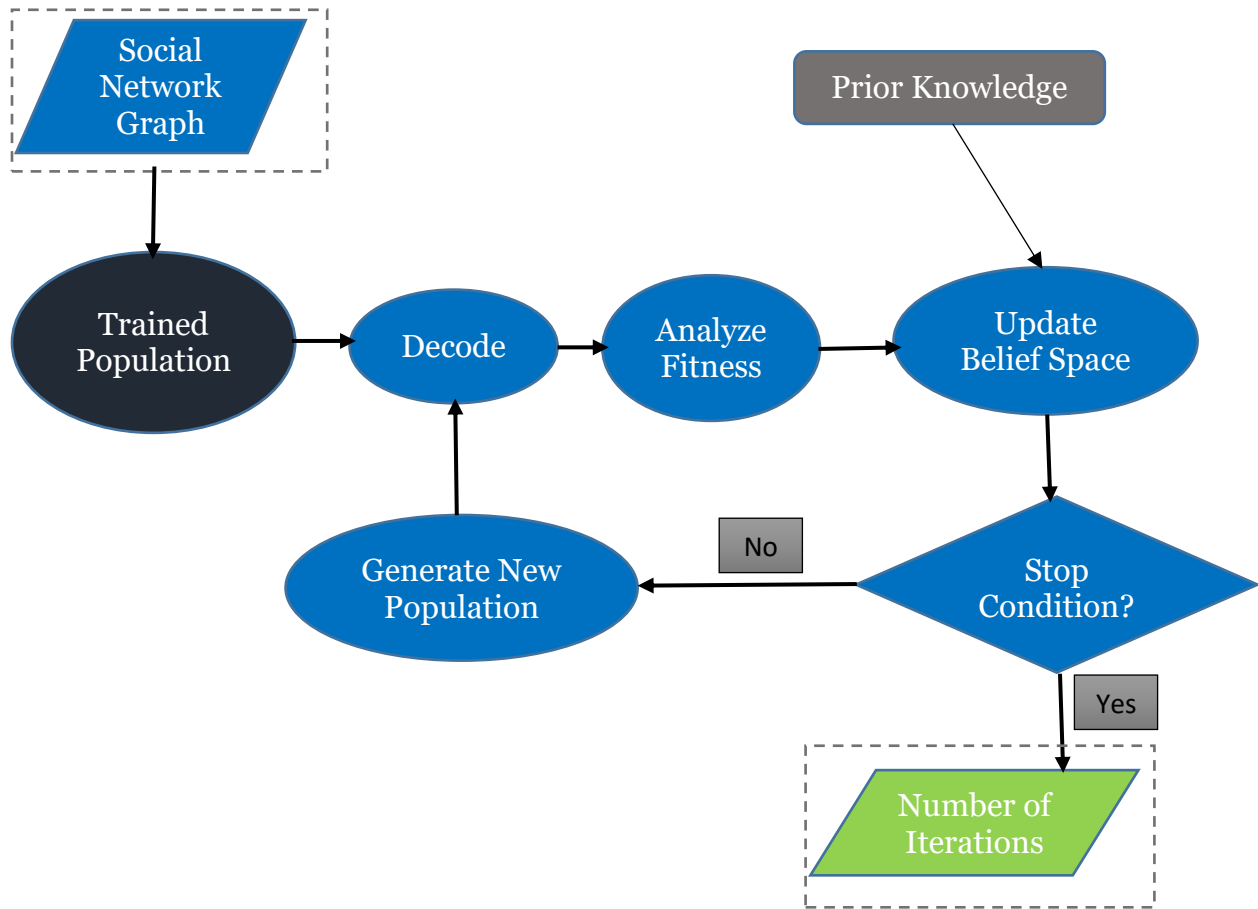 Social
Network
Graph
Prior Knowledge
Trained
Population
Decode
Analyze
Fitness
Update
Belief Space
Generate New
Population
No
Stop
Condition?
Yes
Number of
Iterations